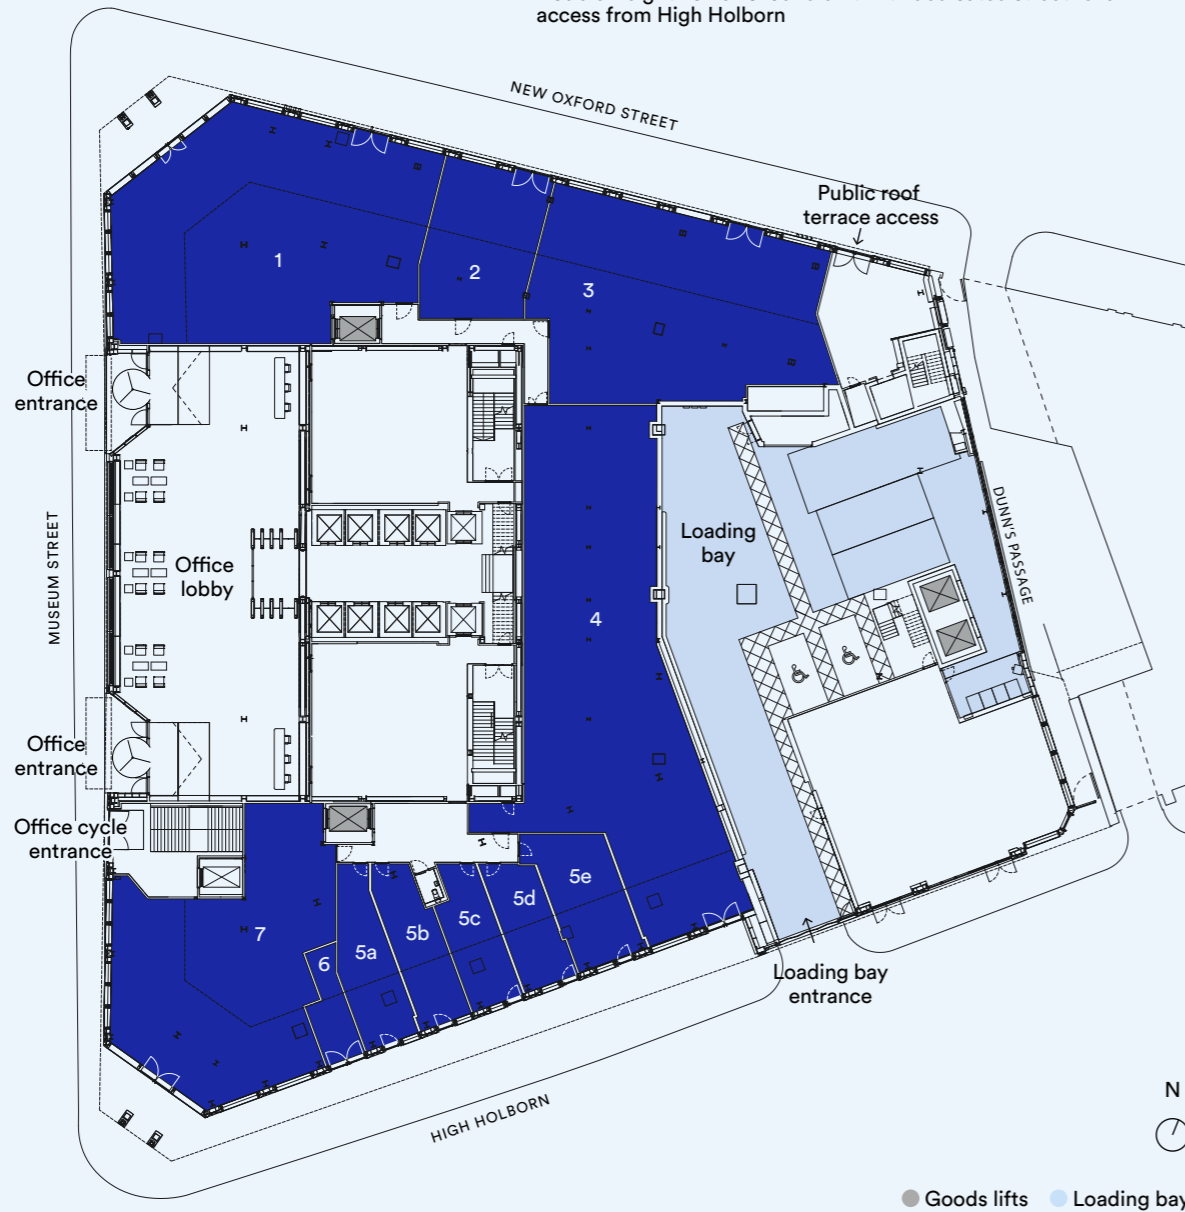 access from High Holborn
NEW OXFORD STREET
Public roof
terrace access
1
2
3
Office
entrance
MUSEUM STREET
Office
lobby
Loading
bay
DUNN'S PASSAGE
4
Office
entrance
Office cycle
entrance
7
6
5a
5b
5c
5d
5e
Loading bay
entrance
HIGH HOLBORN
N
Goods lifts
Loading bay